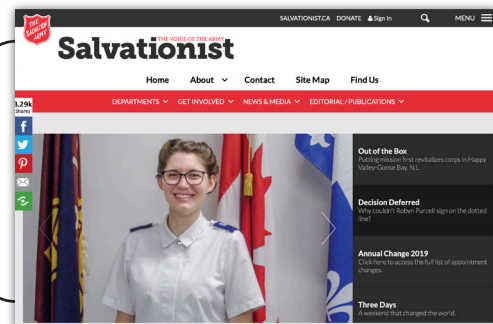 SALVATIONIST.CA DONATE Sign In MENU
THE
SALVATION
ARMY
THE VOICE OF THE ARMY
Salvationist
Home About Contact Site Map Find Us
3.29k
Shares
DEPARTMENTS GET INVOLVED NEWS & MEDIA EDITORIAL / PUBLICATIONS
Out of the Box
Putting mission first revitalizes corps in Happy
Valley-Goose Bay, N.L.
Decision Deferred
Why couldn't Robyn Purcell sign on the dotted
line?
Annual Change 2019
Click here to access the full list of appointment
changes.
Three Days
A weekend that changed the world.